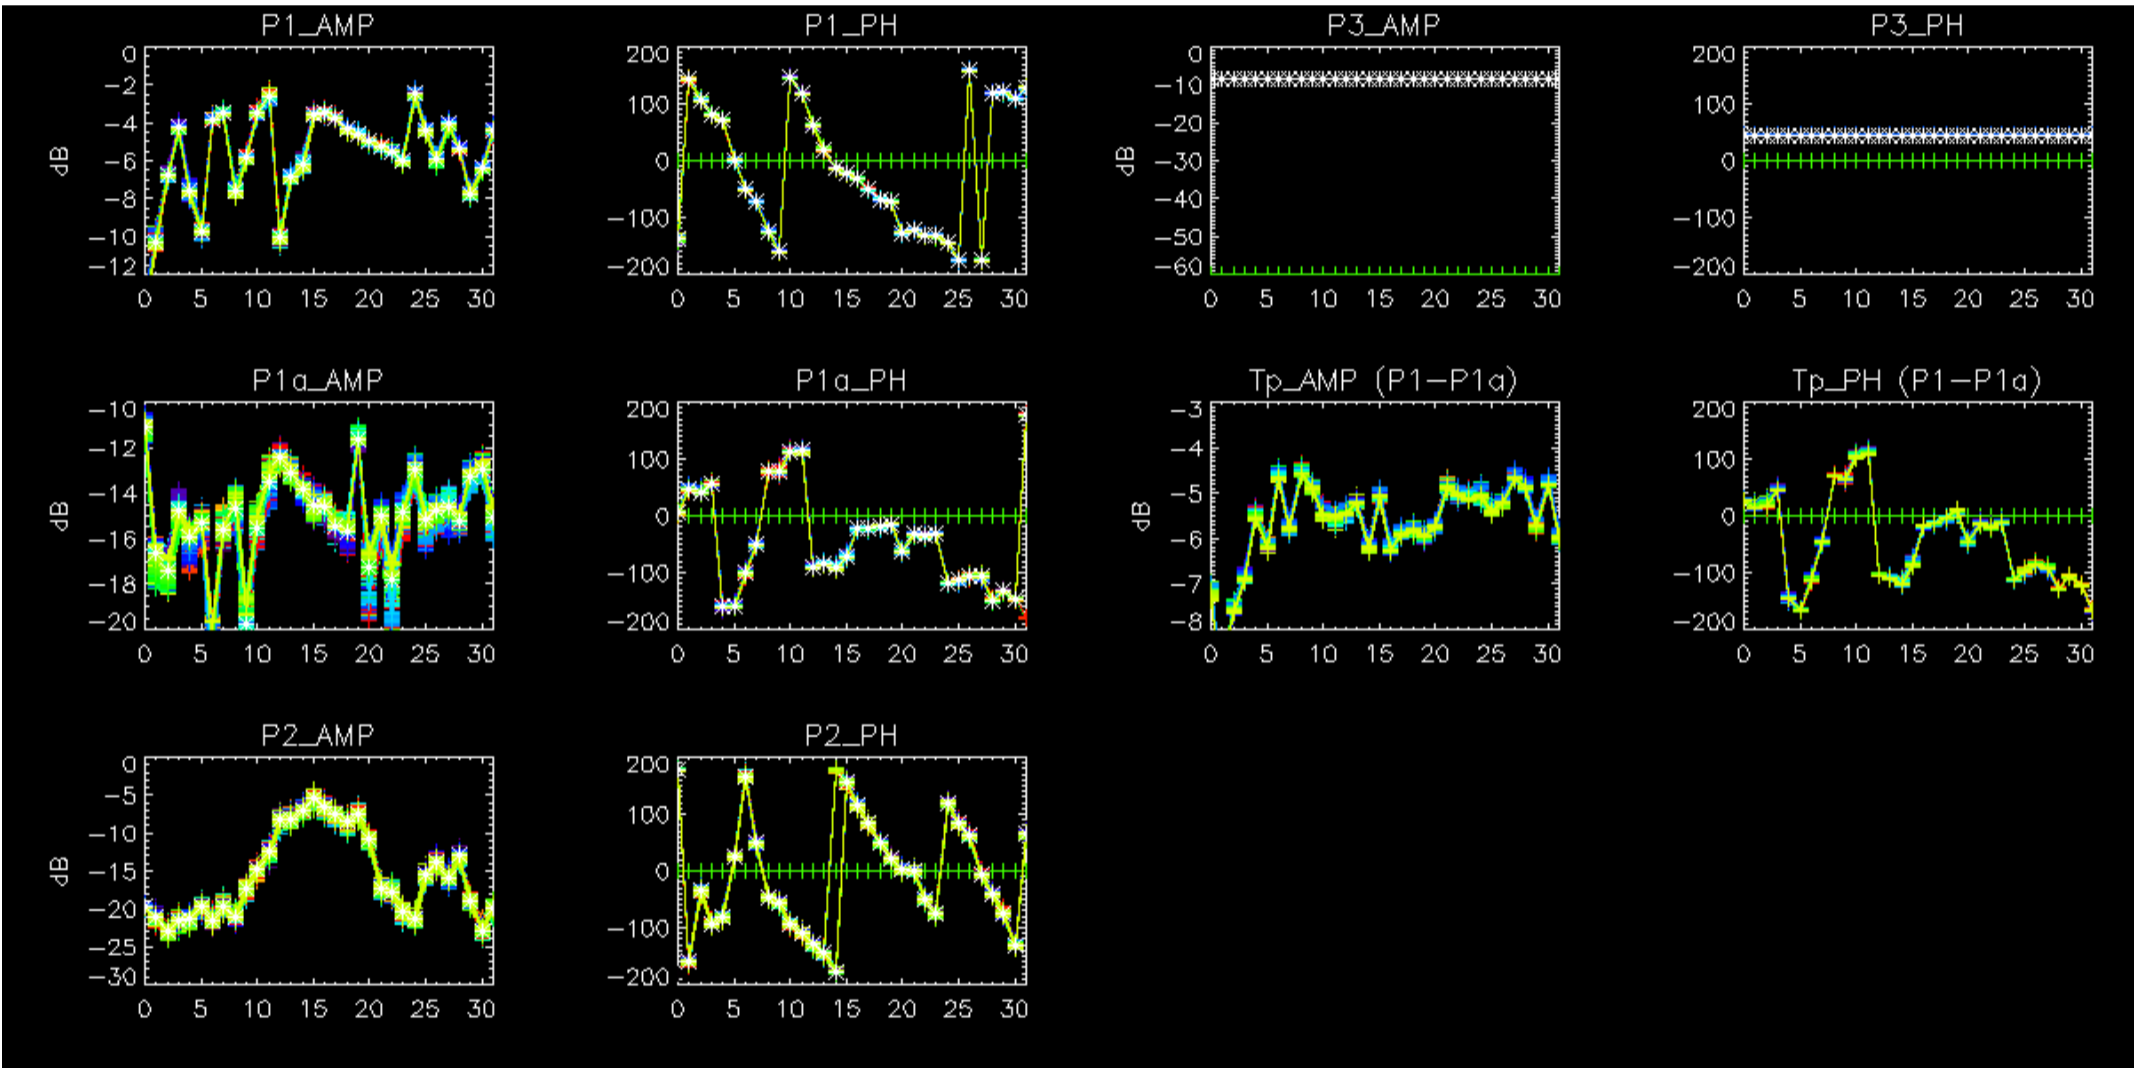 P1_AMP
0
−2
−4
−6
−8
−10
−12
dB
0 5 10 15 20 25 30
P1_PH
200
100
0
−100
−200
0 5 10 15 20 25 30
P3_AMP
0
−10
−20
−30
−40
−50
−60
dB
0 5 10 15 20 25 30
P3_PH
200
100
0
−100
−200
0 5 10 15 20 25 30
P1a_AMP
−10
−12
−14
−16
−18
−20
dB
0 5 10 15 20 25 30
P1a_PH
200
100
0
−100
−200
0 5 10 15 20 25 30
Tp_AMP (P1−P1a)
−3
−4
−5
−6
−7
−8
dB
0 5 10 15 20 25 30
Tp_PH (P1−P1a)
200
100
0
−100
−200
0 5 10 15 20 25 30
P2_AMP
0
−5
−10
−15
−20
−25
−30
dB
0 5 10 15 20 25 30
P2_PH
200
100
0
−100
−200
0 5 10 15 20 25 30